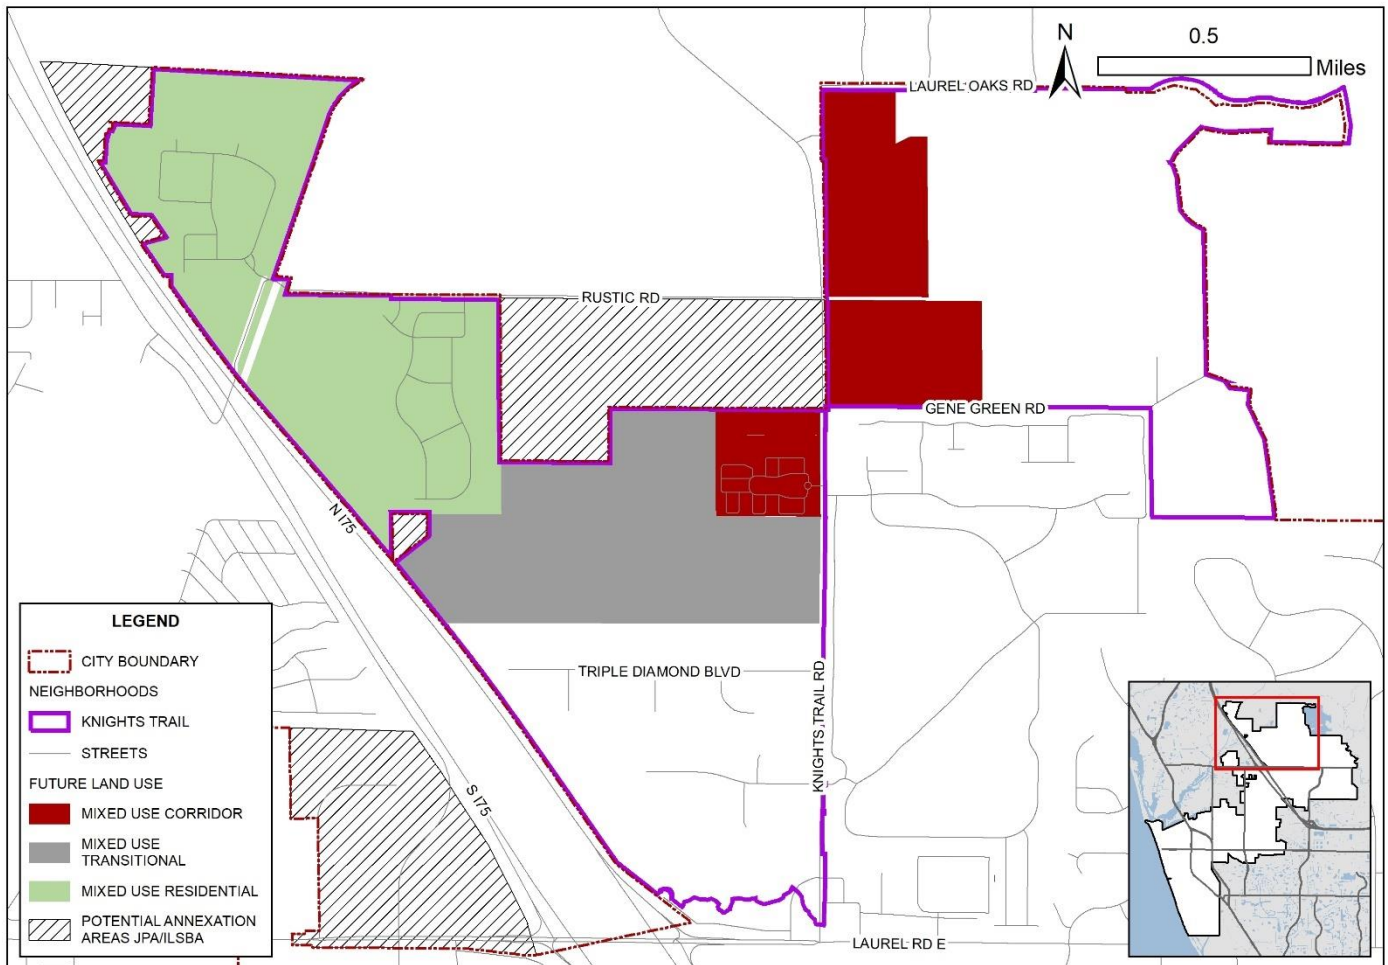 N
0.5
Miles
LAUREL OAKS RD
RUSTIC RD
GENE GREEN RD
N I75
TRIPLE DIAMOND BLVD
KNIGHTS TRAIL RD
S I75
LAUREL RD E
LEGEND
CITY BOUNDARY
NEIGHBORHOODS
KNIGHTS TRAIL
STREETS
FUTURE LAND USE
MIXED USE CORRIDOR
MIXED USE
TRANSITIONAL
MIXED USE RESIDENTIAL
POTENTIAL ANNEXATION
AREAS JPA/ILSBA